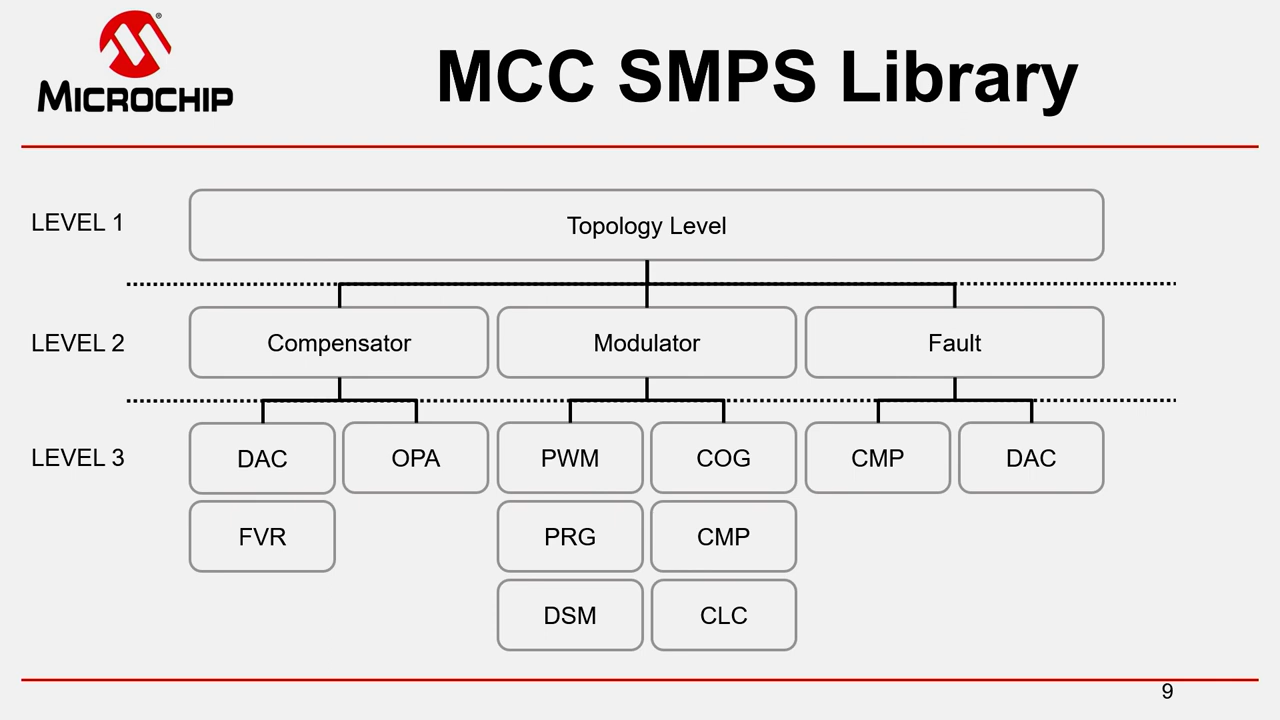 MICROCHIP
MCC SMPS Library
LEVEL 1
Topology Level
LEVEL 2
Compensator
Modulator
Fault
LEVEL 3
DAC
OPA
PWM
COG
CMP
DAC
FVR
PRG
CMP
DSM
CLC
9